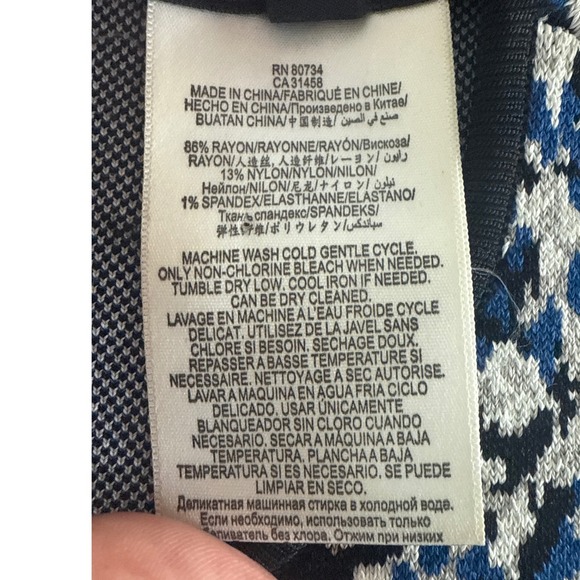 RN 80734
CA 31458
MADE IN CHINA/FABRIQUÉ EN CHINE/
HECHO EN CHINA/Произведено в Китае/
BUATAN CHINA/中国制造/ صنع في الصين/
86% RAYON/RAYONNE/RAYÓN/Вискоза/
RAYON/人造丝, 人造纤维/レーヨン/ رايون/
13% NYLON/NYLON/NILON/
Нейлон/NILON/尼龙/ナイロン/ نيلون/
1% SPANDEX/ELASTHANNE/ELASTANO/
Ткань спандекс/SPANDEKS/
弹性纤维/ポリウレタン/ سباندكس/
MACHINE WASH COLD GENTLE CYCLE.
ONLY NON-CHLORINE BLEACH WHEN NEEDED.
TUMBLE DRY LOW. COOL IRON IF NEEDED.
CAN BE DRY CLEANED.
LAVAGE EN MACHINE A L'EAU FROIDE CYCLE
DELICAT. UTILISEZ DE LA JAVEL SANS
CHLORE SI BESOIN. SECHAGE DOUX.
REPASSER A BASSE TEMPERATURE SI
NECESSAIRE. NETTOYAGE A SEC AUTORISE.
LAVAR A MAQUINA EN AGUA FRIA CICLO
DELICADO. USAR ÚNICAMENTE
BLANQUEADOR SIN CLORO CUANDO
NECESARIO. SECAR A MÁQUINA A BAJA
TEMPERATURA. PLANCHA A BAJA
TEMPERATURA SI ES NECESARIO. SE PUEDE
LIMPIAR EN SECO.
Деликатная машинная стирка в холодной воде.
Если необходимо, использовать только
без хлора. Отжим при низких